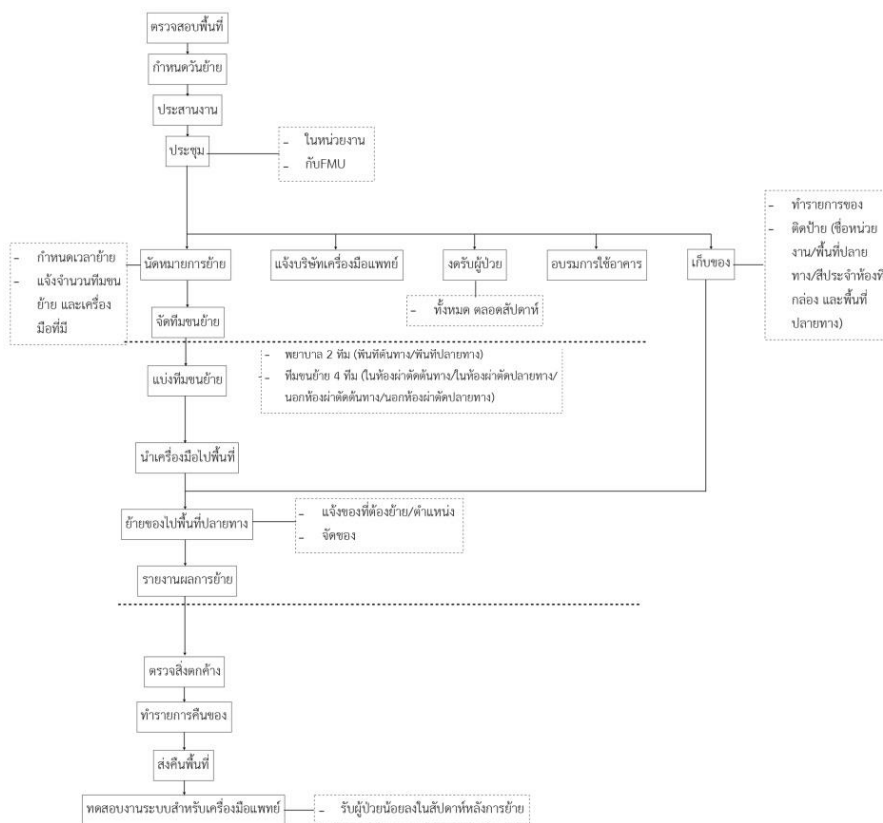 ตรวจสอบพื้นที่
กำหนดวันย้าย
ประสานงาน
ประชุม
- ในหน่วยงาน
- กับFMU
- กำหนดเวลาย้าย
- แจ้งจำนวนทีมขน
ย้าย และเครื่อง
มือที่มี
นัดหมายการย้าย
แจ้งบริษัทเครื่องมือแพทย์
งดรับผู้ป่วย
อบรมการใช้อาคาร
เก็บของ
- ทำรายการของ
- ติดป้าย (ชื่อหน่วย
งาน/พื้นที่ปลาย
ทาง/สีประจำห้องที่
กล่อง และพื้นที่
ปลายทาง)
- ทั้งหมด ตลอดสัปดาห์
จัดทีมขนย้าย
- พยาบาล 2 ทีม (พื้นที่ต้นทาง/พื้นที่ปลายทาง)
- ทีมขนย้าย 4 ทีม (ในห้องผ่าตัดต้นทาง/ในห้องผ่าตัดปลายทาง/
นอกห้องผ่าตัดต้นทาง/นอกห้องผ่าตัดปลายทาง)
แบ่งทีมขนย้าย
นำเครื่องมือไปพื้นที่
ย้ายของไปพื้นที่ปลายทาง
- แจ้งของที่ต้องย้าย/ตำแหน่ง
- จัดของ
รายงานผลการย้าย
ตรวจสิ่งตกค้าง
ทำรายการคืนของ
ส่งคืนพื้นที่
ทดสอบงานระบบสำหรับเครื่องมือแพทย์
- รับผู้ป่วยน้อยลงในสัปดาห์หลังการย้าย